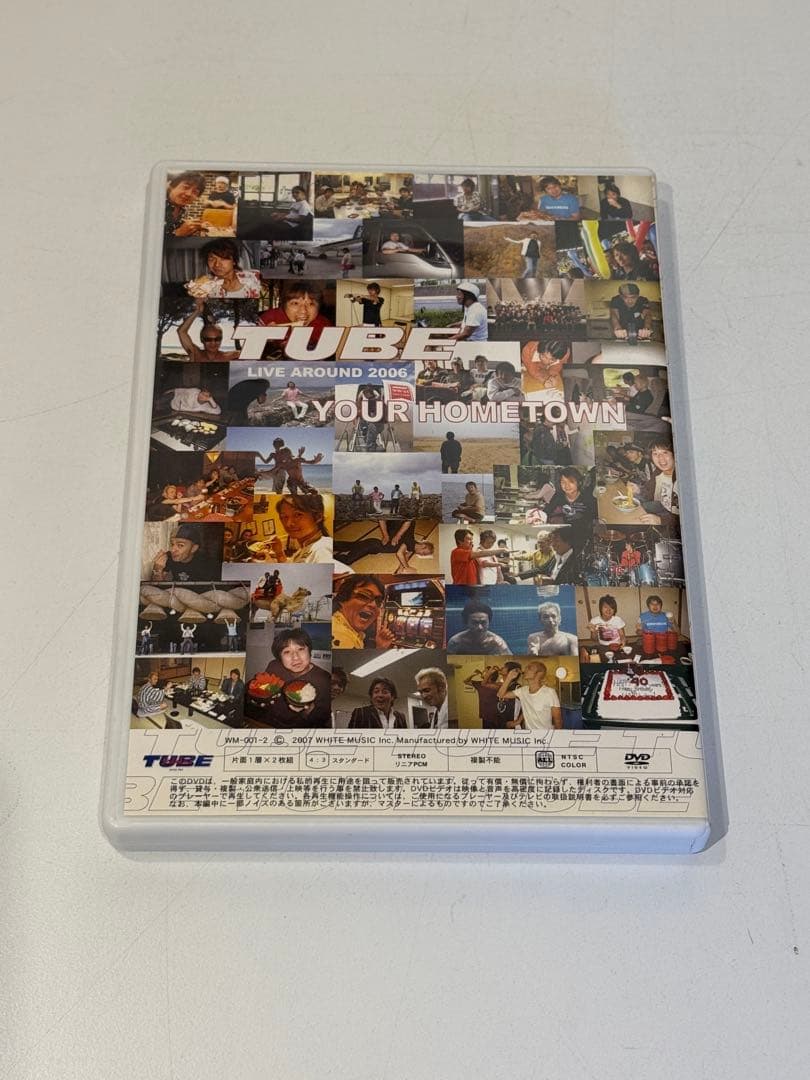 TUBE
LIVE AROUND 2006
YOUR HOMETOWN
40
WM-001-2 Ⓒ 2007 WHITE MUSIC Inc. Manufactured by WHITE MUSIC Inc.
TUBE 片面1層×2枚組 4:3 スタンダード STEREO リニアPCM 複製不能 ALL NTSC COLOR DVD VIDEO
このDVDは、一般家庭内における私的再生に用途を限って販売されています。従って有償・無償に拘わらず、権利者の書面による事前の承諾を
得ず、貸与・複製・公衆送信・上映等を行う事を禁止致します。DVDビデオは映像と音声を高密度に記録したディスクです。DVDビデオ対応
のプレーヤーで再生してください。各再生機能操作については、ご使用になるプレーヤー及びテレビの取扱説明書を必ずご参照ください。
なお、本編中に一部ノイズのある箇所がございますが、マスターによるものですのでご了承ください。